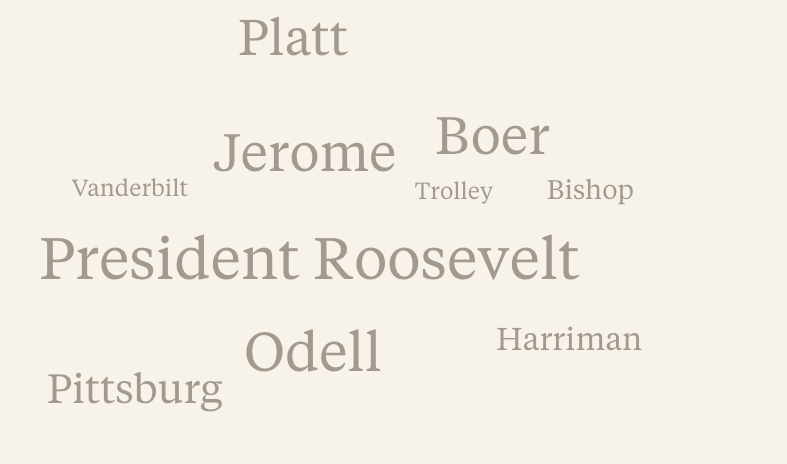 Platt
Jerome Boer
Vanderbilt Trolley Bishop
President Roosevelt
Odell Harriman
Pittsburg